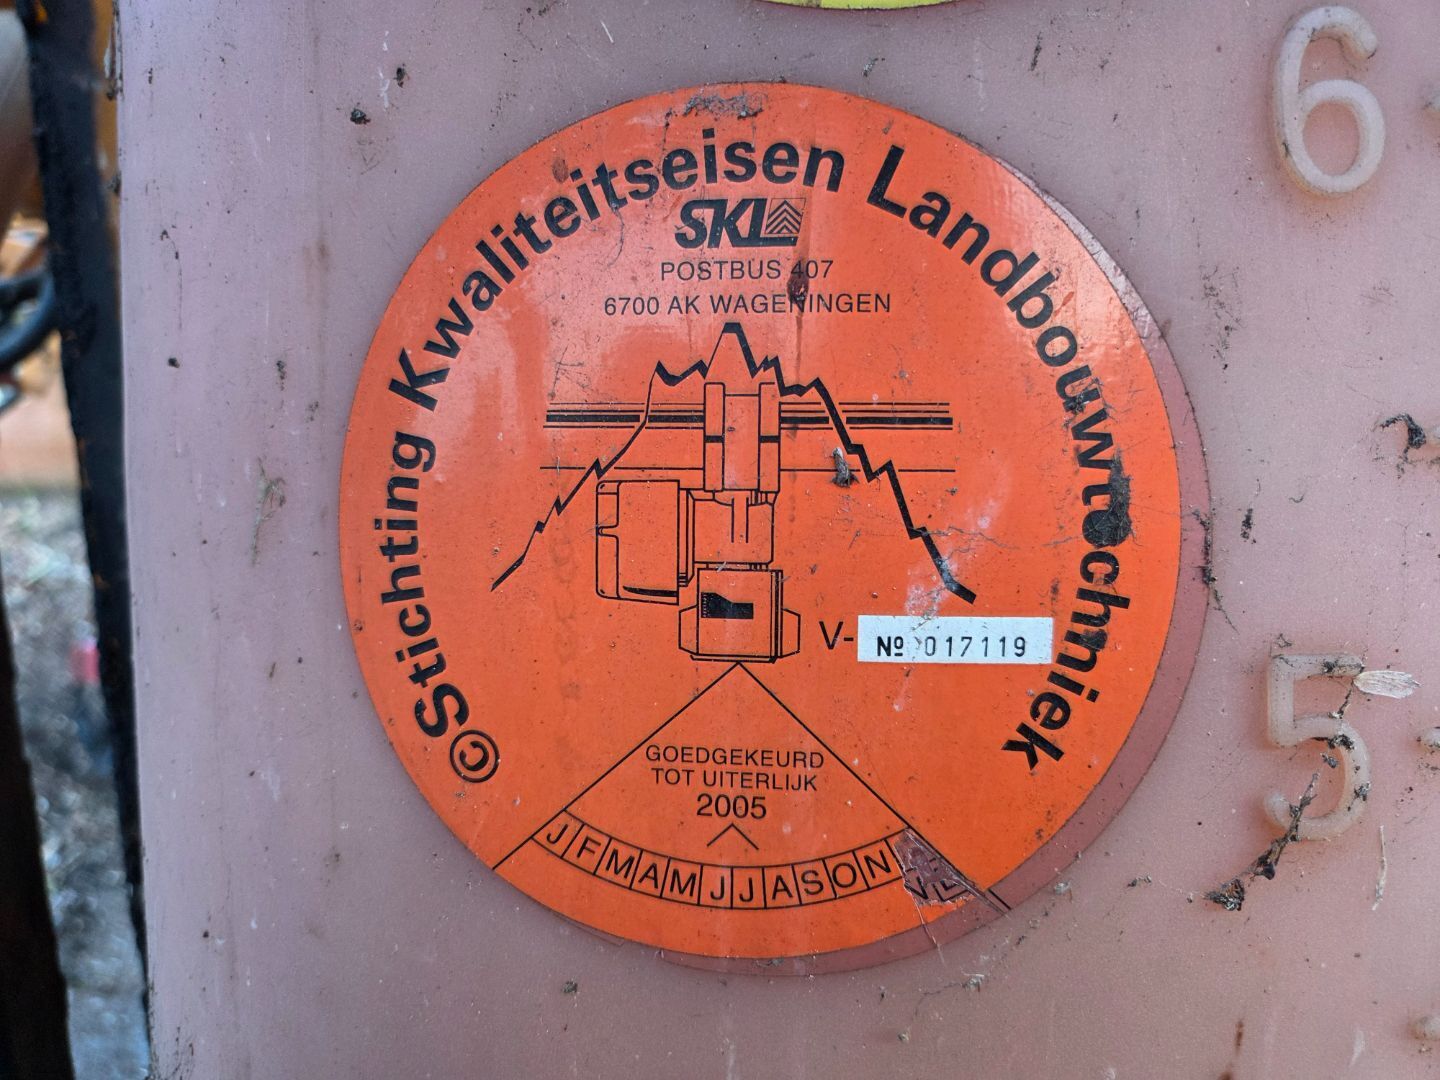 ©Stichting Kwaliteitseisen Landbouwtechniek
SKL
POSTBUS 407
6700 AK WAGENINGEN
V- Nº 017119
GOEDGEKEURD
TOT UITERLIJK
2005
J F M A M J J A S O N
6
5